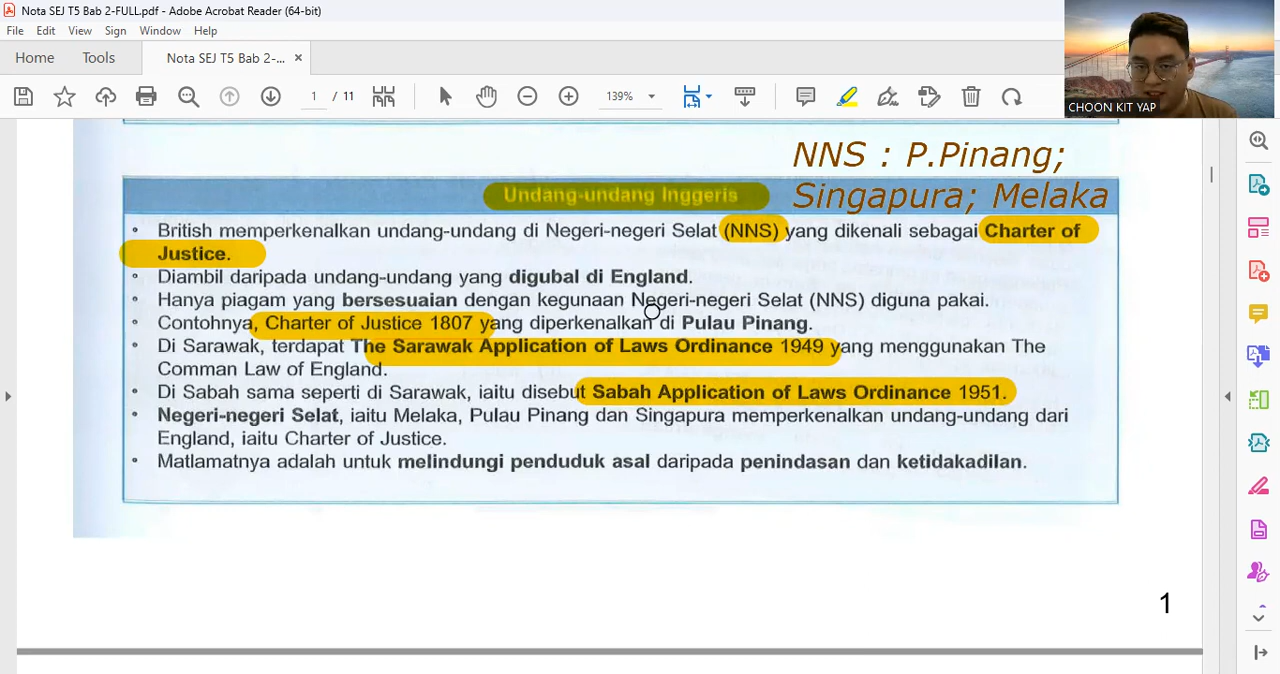 Nota SEJ T5 Bab 2-FULL.pdf - Adobe Acrobat Reader (64-bit)
File Edit View Sign Window Help
Home Tools Nota SEJ T5 Bab 2-... ×
1 / 11 139%
CHOON KIT YAP
NNS : P.Pinang;
Singapura; Melaka
Undang-undang Inggeris
• British memperkenalkan undang-undang di Negeri-negeri Selat (NNS) yang dikenali sebagai Charter of
Justice.
• Diambil daripada undang-undang yang digubal di England.
• Hanya piagam yang bersesuaian dengan kegunaan Negeri-negeri Selat (NNS) diguna pakai.
• Contohnya, Charter of Justice 1807 yang diperkenalkan di Pulau Pinang.
• Di Sarawak, terdapat The Sarawak Application of Laws Ordinance 1949 yang menggunakan The
Comman Law of England.
• Di Sabah sama seperti di Sarawak, iaitu disebut Sabah Application of Laws Ordinance 1951.
• Negeri-negeri Selat, iaitu Melaka, Pulau Pinang dan Singapura memperkenalkan undang-undang dari
England, iaitu Charter of Justice.
• Matlamatnya adalah untuk melindungi penduduk asal daripada penindasan dan ketidakadilan.
1